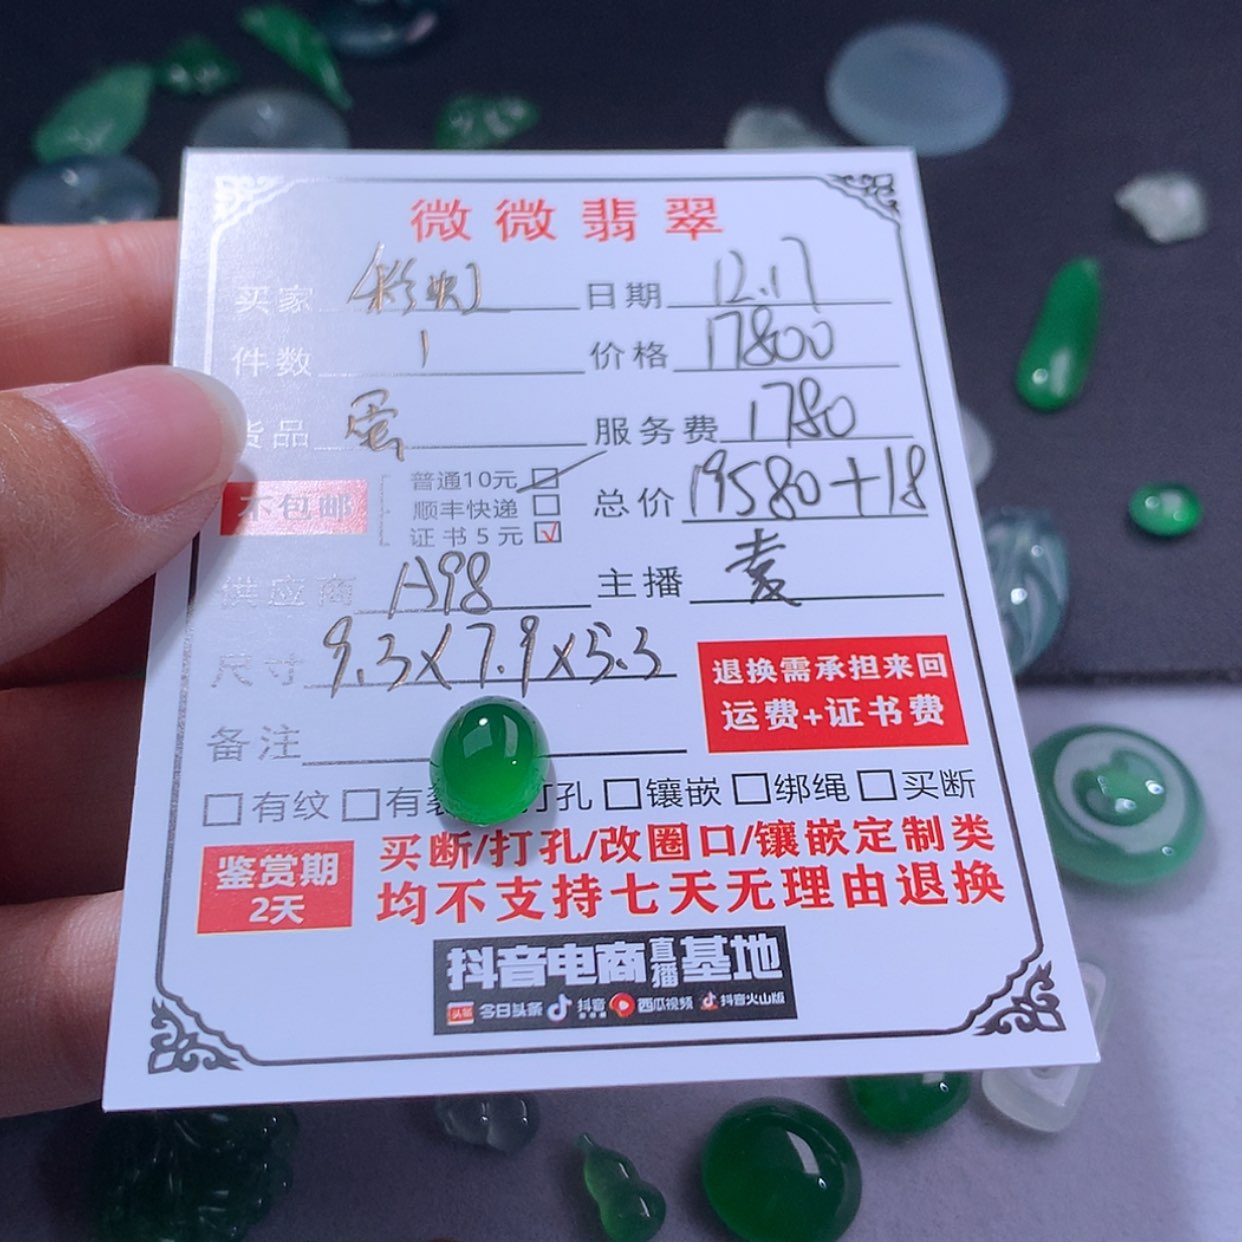 微微翡翠
买家 彩虹 日期 12.17
件数 1 价格 17800
货品 蛋 服务费 1780
不包邮 普通10元 总价 19580+18
顺丰快递
证书5元
供应商 A98 主播 袁
尺寸 9.3x7.9x5.3
退换需承担来回
运费+证书费
备注
有纹 有裂 打孔 镶嵌 绑绳 买断
鉴赏期
2天
买断/打孔/改圈口/镶嵌定制类
均不支持七天无理由退换
抖音电商直播基地
头条 今日头条 抖音 西瓜视频 抖音火山版